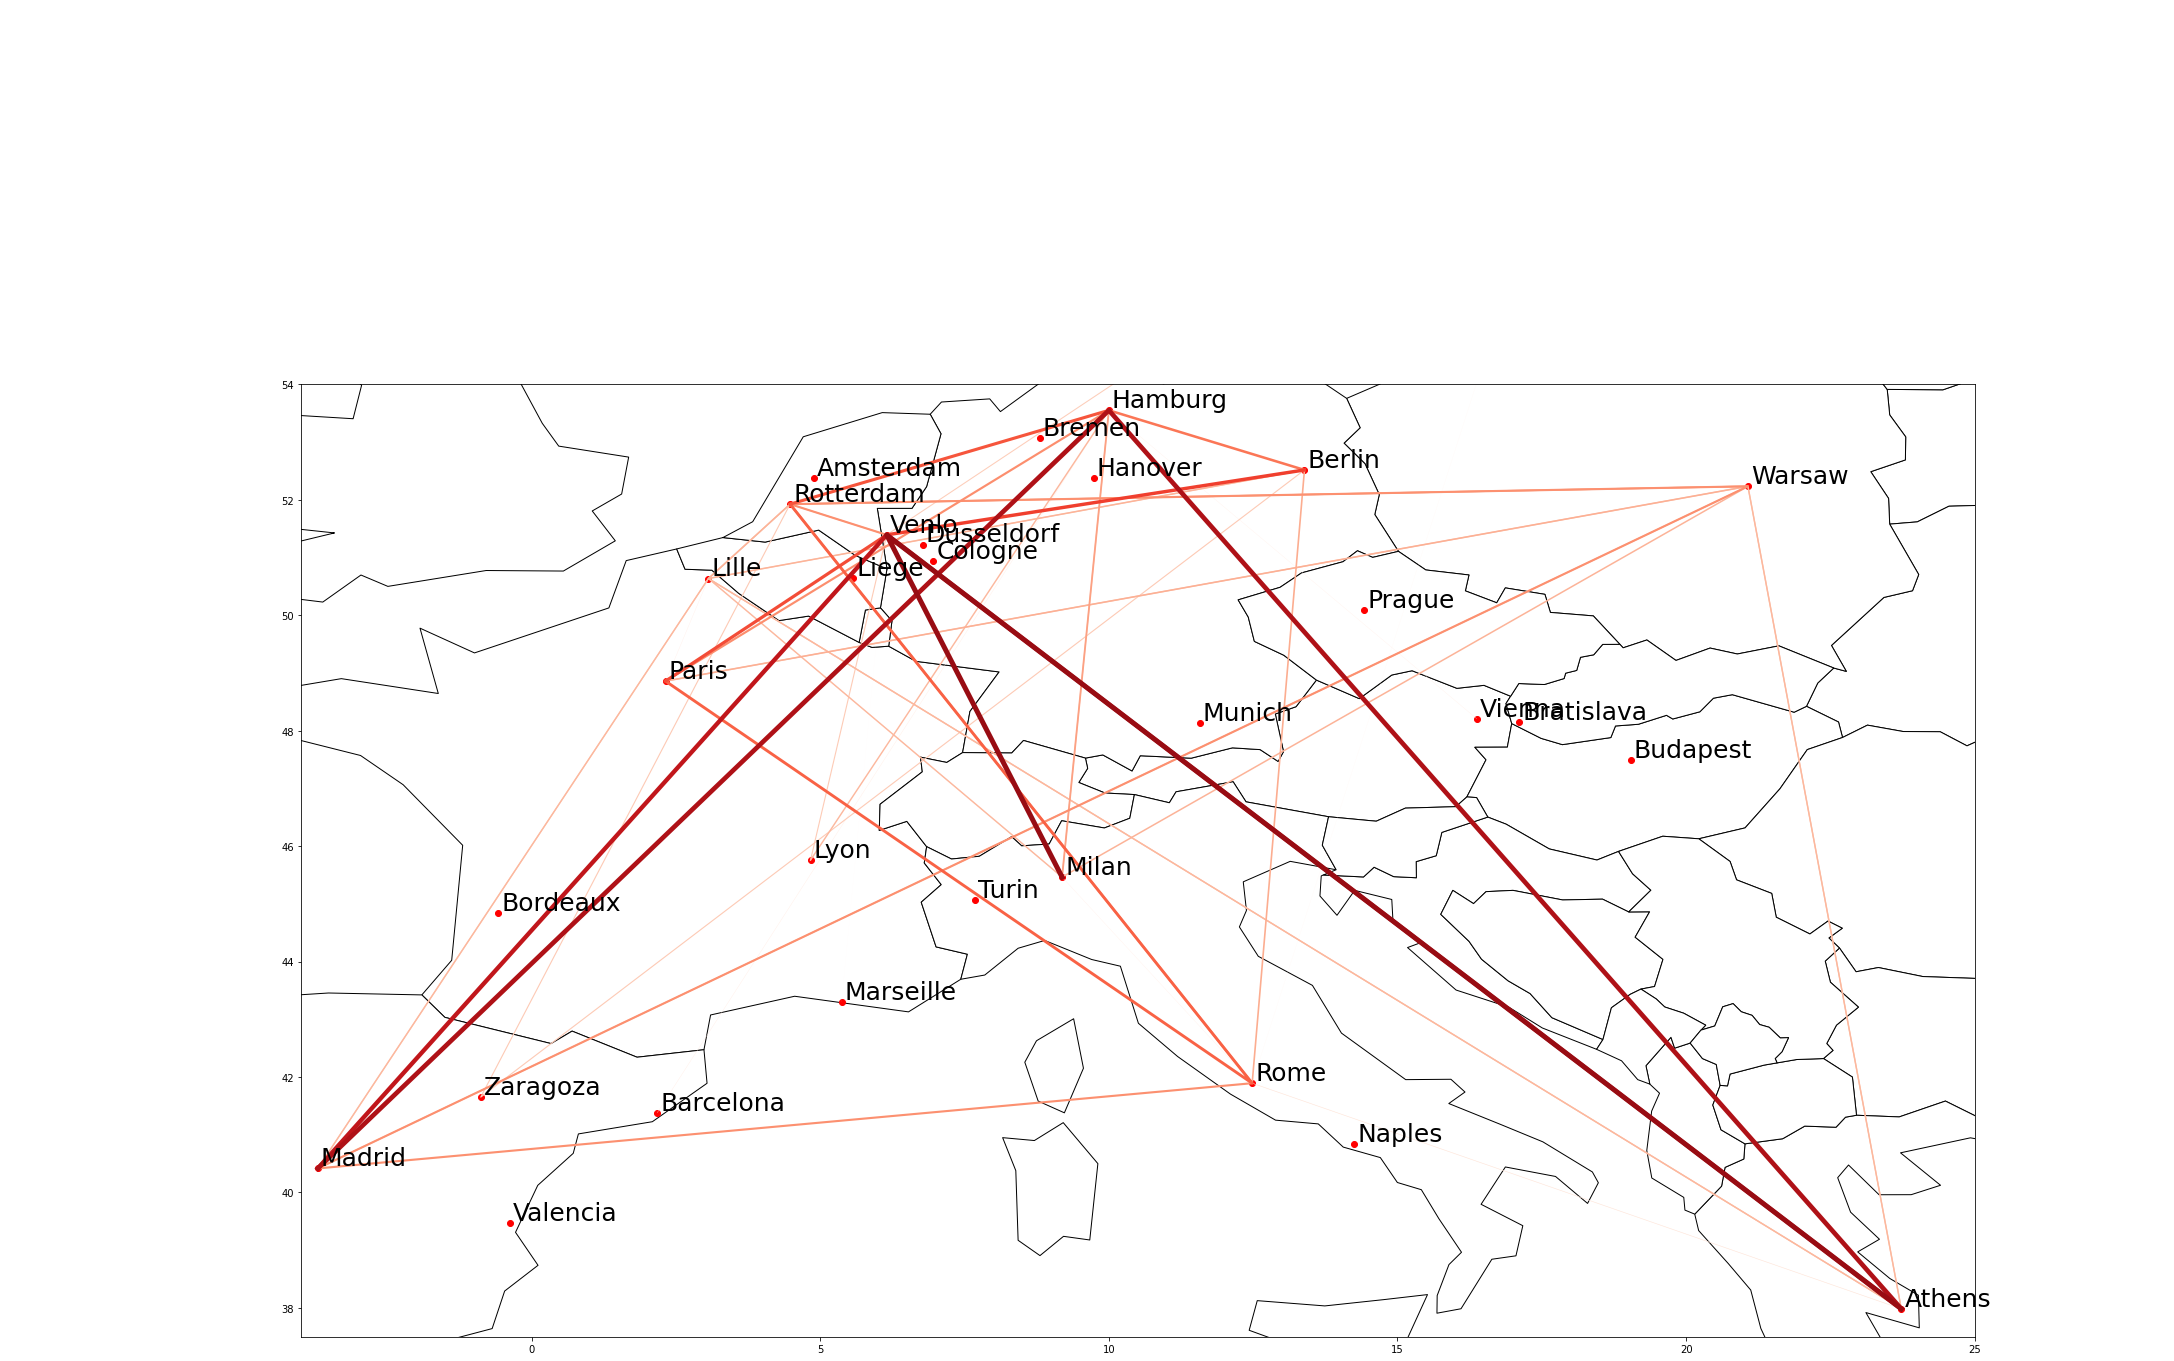 54
Hamburg
Bremen
Berlin
Amsterdam
Hanover
Warsaw
Rotterdam
52
Venlo
Dusseldorf
Cologne
Lille
Liege
50
Prague
Paris
Munich
Vienna
Bratislava
48
Budapest
Lyon
46
Milan
Turin
Bordeaux
44
Marseille
42
Rome
Zaragoza
Barcelona
Naples
Madrid
40
Valencia
38
Athens
0
5
10
15
20
25